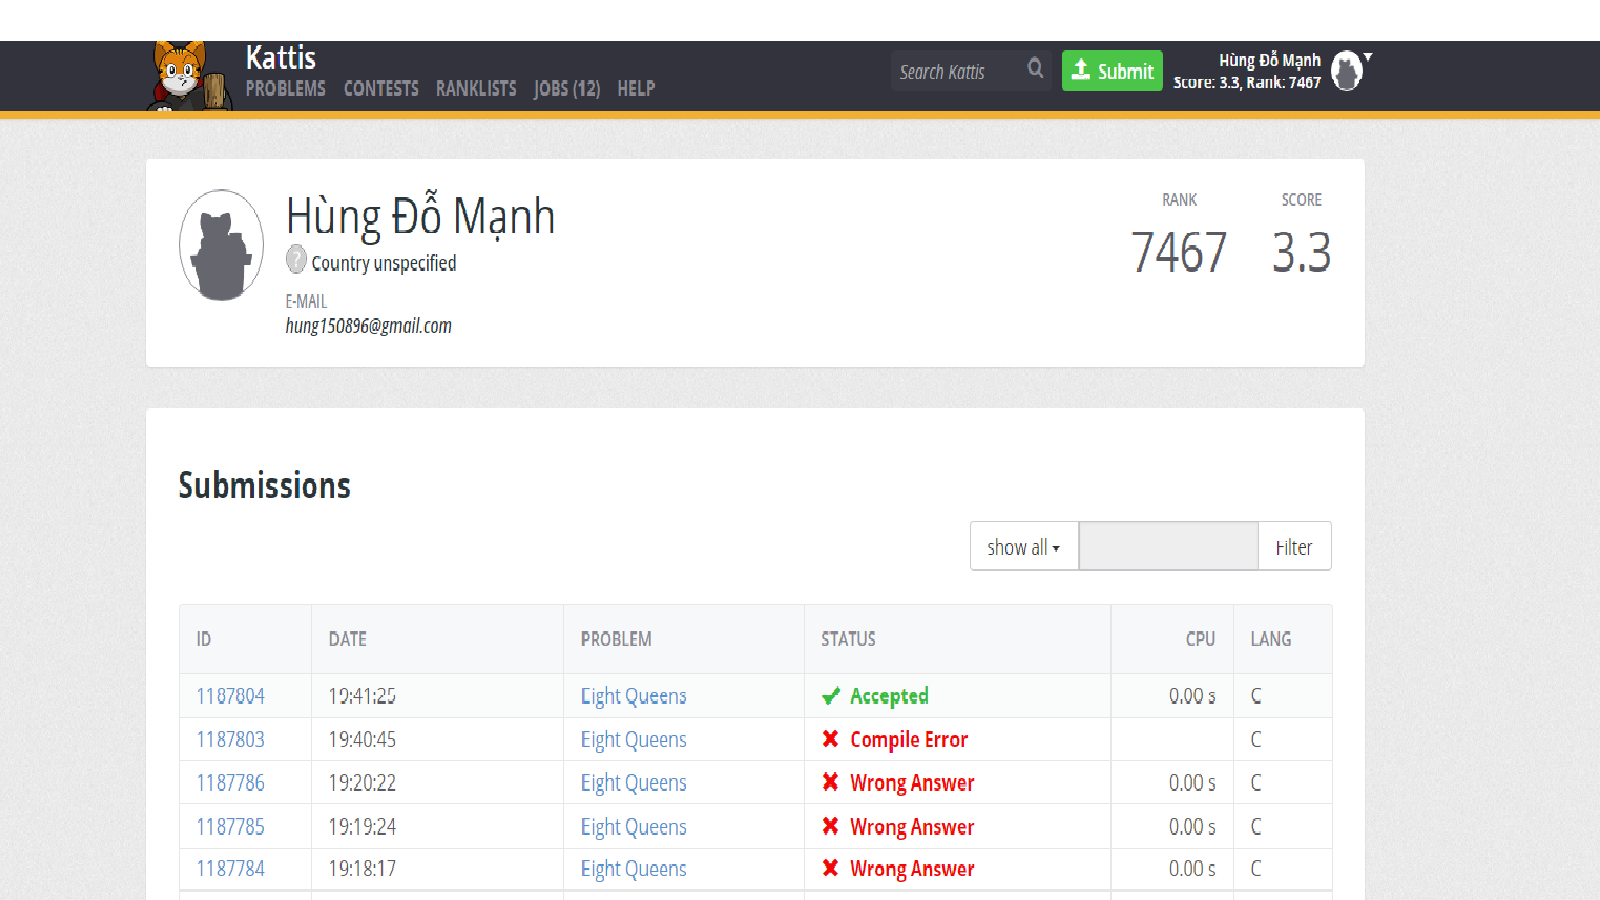 Kattis
PROBLEMS CONTESTS RANKLISTS JOBS (12) HELP
Search Kattis
Submit
Hùng Đỗ Mạnh
Score: 3.3, Rank: 7467
Hùng Đỗ Mạnh
? Country unspecified
E-MAIL
hung150896@gmail.com
RANK SCORE
7467 3.3
Submissions
show all Filter
ID DATE PROBLEM STATUS CPU LANG
1187804 19:41:25 Eight Queens Accepted 0.00 s C
1187803 19:40:45 Eight Queens Compile Error C
1187786 19:20:22 Eight Queens Wrong Answer 0.00 s C
1187785 19:19:24 Eight Queens Wrong Answer 0.00 s C
1187784 19:18:17 Eight Queens Wrong Answer 0.00 s C